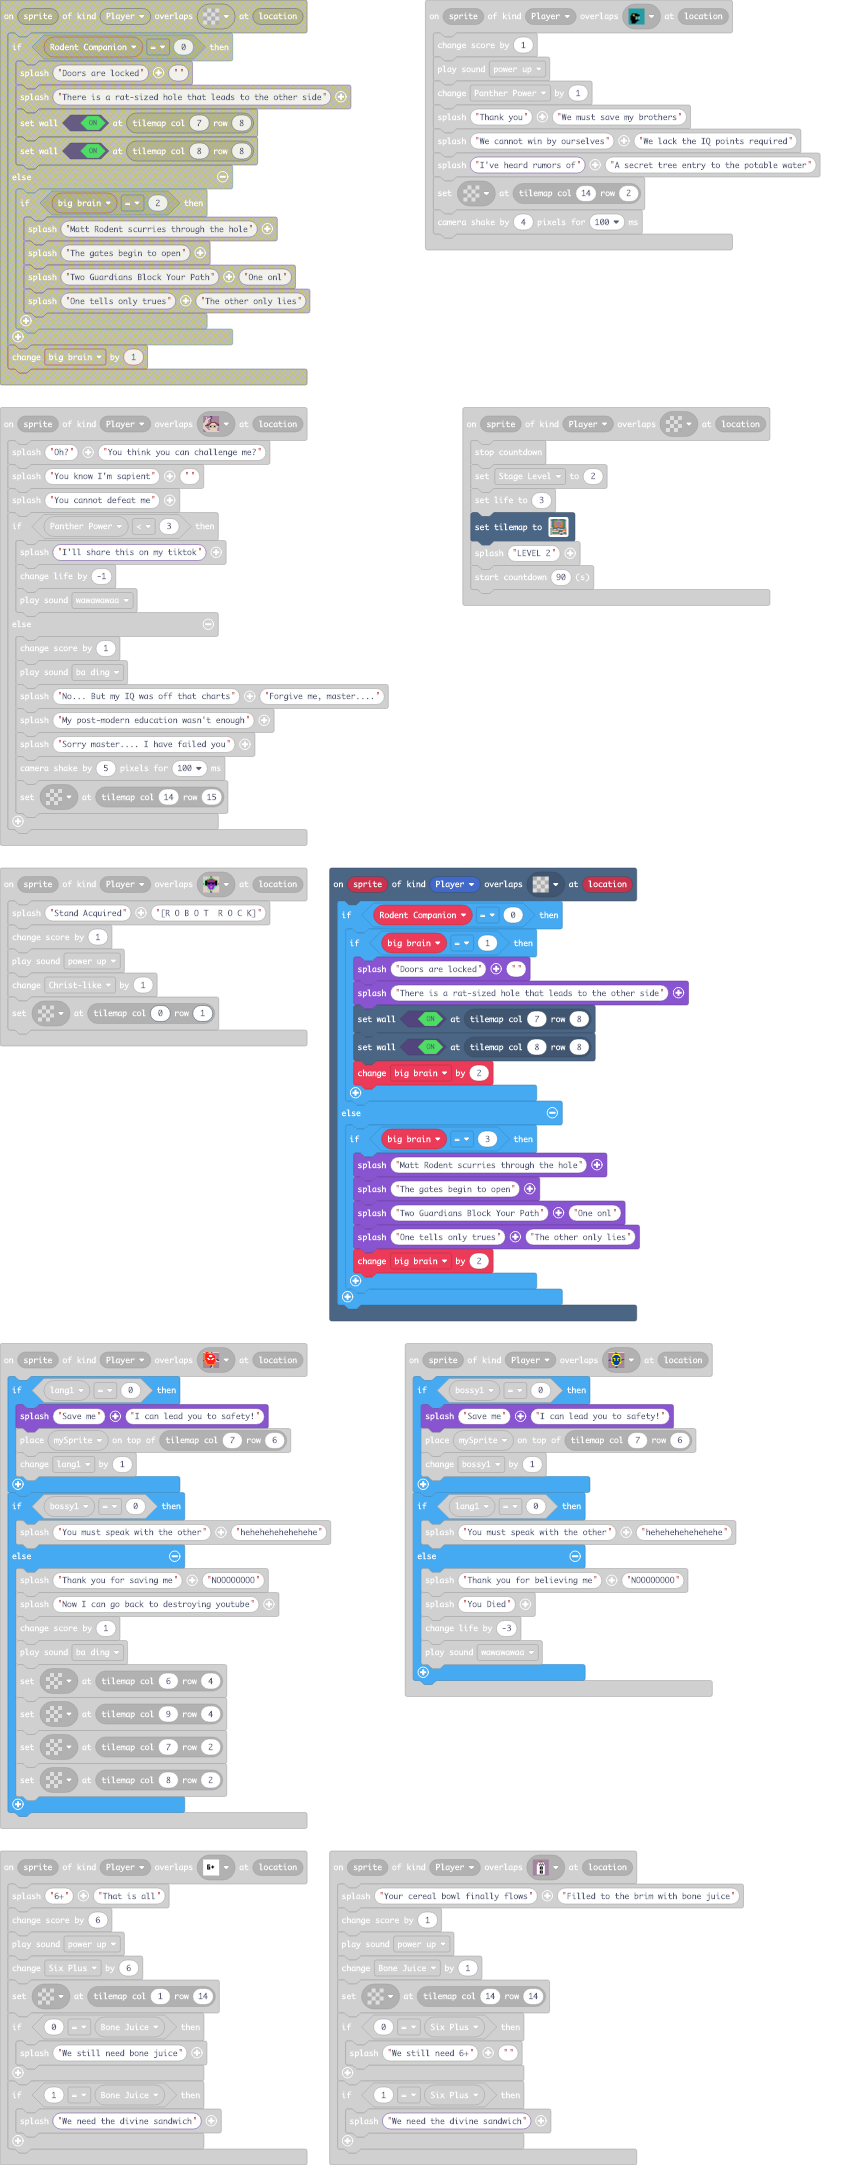 on sprite of kind Player overlaps at location
if Rodent Companion = 0 then
splash "Doors are locked" " "
splash "There is a rat-sized hole that leads to the other side"
set wall ON at tilemap col 7 row 8
set wall ON at tilemap col 8 row 8
else
if big brain = 2 then
splash "Matt Rodent scurries through the hole"
splash "The gates begin to open"
splash "Two Guardians Block Your Path" "One onl"
splash "One tells only trues" "The other only lies"
change big brain by 1
on sprite of kind Player overlaps at location
change score by 1
play sound power up
change Panther Power by 1
splash "Thank you" "We must save my brothers"
splash "We cannot win by ourselves" "We lack the IQ points required"
splash "I've heard rumors of" "A secret tree entry to the potable water"
set at tilemap col 14 row 2
camera shake by 4 pixels for 100 ms
on sprite of kind Player overlaps at location
splash "Oh?" "You think you can challenge me?"
splash "You know I'm sapient" " "
splash "You cannot defeat me"
if Panther Power < 3 then
splash "I'll share this on my tiktok"
change life by -1
play sound wawawawaa
else
change score by 1
play sound ba ding
splash "No... But my IQ was off that charts" "Forgive me, master...."
splash "My post-modern education wasn't enough"
splash "Sorry master.... I have failed you"
camera shake by 5 pixels for 100 ms
set at tilemap col 14 row 15
on sprite of kind Player overlaps at location
stop countdown
set Stage Level to 2
set life to 3
set tilemap to
splash "LEVEL 2"
start countdown 90 (s)
on sprite of kind Player overlaps at location
splash "Stand Acquired" "[R O B O T  R O C K]"
change score by 1
play sound power up
change Christ-like by 1
set at tilemap col 0 row 1
on sprite of kind Player overlaps at location
if Rodent Companion = 0 then
if big brain = 1 then
splash "Doors are locked" " "
splash "There is a rat-sized hole that leads to the other side"
set wall ON at tilemap col 7 row 8
set wall ON at tilemap col 8 row 8
change big brain by 2
else
if big brain = 3 then
splash "Matt Rodent scurries through the hole"
splash "The gates begin to open"
splash "Two Guardians Block Your Path" "One onl"
splash "One tells only trues" "The other only lies"
change big brain by 2
on sprite of kind Player overlaps at location
if lang1 = 0 then
splash "Save me" "I can lead you to safety!"
place mySprite on top of tilemap col 7 row 6
change lang1 by 1
if bossy1 = 0 then
splash "You must speak with the other" "hehehehehehehehe"
else
splash "Thank you for saving me" "NOOOOOOOO"
splash "Now I can go back to destroying youtube"
change score by 1
play sound ba ding
set at tilemap col 6 row 4
set at tilemap col 9 row 4
set at tilemap col 7 row 2
set at tilemap col 8 row 2
on sprite of kind Player overlaps at location
if bossy1 = 0 then
splash "Save me" "I can lead you to safety!"
place mySprite on top of tilemap col 7 row 6
change bossy1 by 1
if lang1 = 0 then
splash "You must speak with the other" "hehehehehehehehe"
else
splash "Thank you for believing me" "NOOOOOOOO"
splash "You Died"
change life by -3
play sound wawawawaa
on sprite of kind Player overlaps 6+ at location
splash "6+" "That is all"
change score by 6
play sound power up
change Six Plus by 6
set at tilemap col 1 row 14
if 0 = Bone Juice then
splash "We still need bone juice"
if 1 = Bone Juice then
splash "We need the divine sandwich"
on sprite of kind Player overlaps at location
splash "Your cereal bowl finally flows" "Filled to the brim with bone juice"
change score by 1
play sound power up
change Bone Juice by 1
set at tilemap col 14 row 14
if 0 = Six Plus then
splash "We still need 6+" " "
if 1 = Six Plus then
splash "We need the divine sandwich"